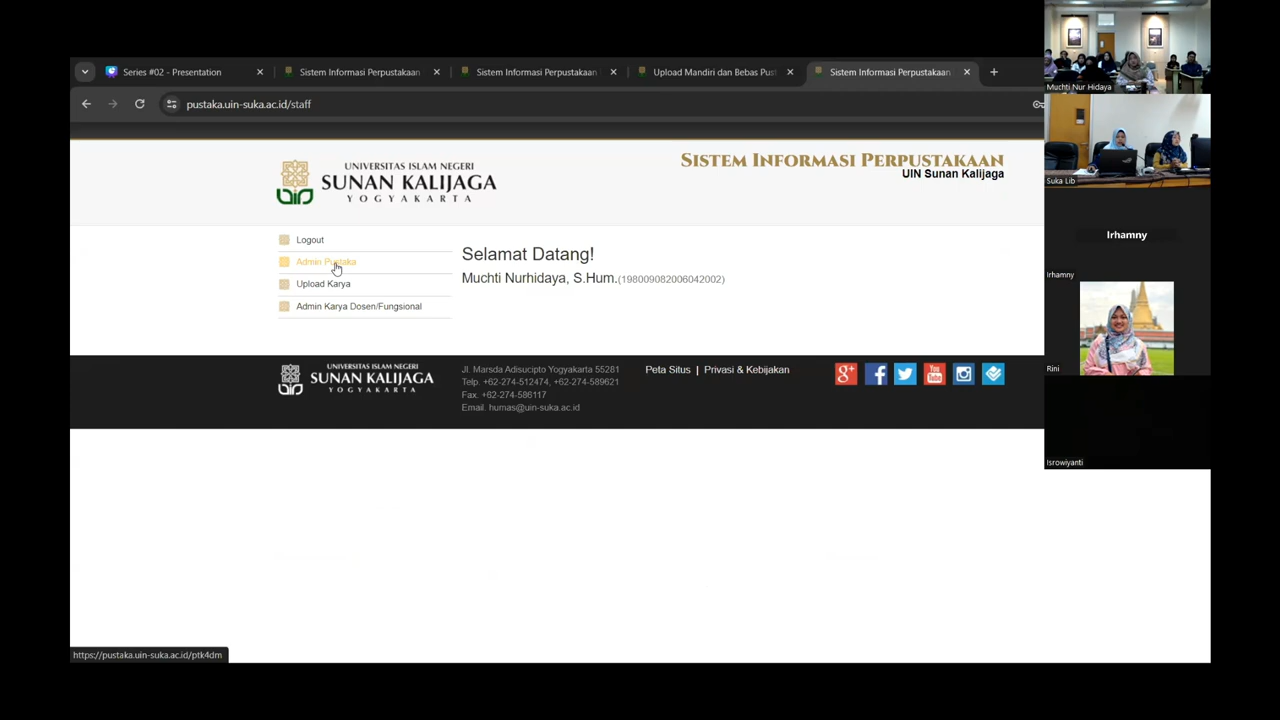 Series #02 - Presentation
Sistem Informasi Perpustakaan
Sistem Informasi Perpustakaan
Upload Mandiri dan Bebas Pust
Sistem Informasi Perpustakaan
pustaka.uin-suka.ac.id/staff
UNIVERSITAS ISLAM NEGERI
SUNAN KALIJAGA
YOGYAKARTA
SISTEM INFORMASI PERPUSTAKAAN
UIN Sunan Kalijaga
Logout
Admin Pustaka
Upload Karya
Admin Karya Dosen/Fungsional
Selamat Datang!
Muchti Nurhidaya, S.Hum.(198009082006042002)
UNIVERSITAS ISLAM NEGERI
SUNAN KALIJAGA
YOGYAKARTA
Jl. Marsda Adisucipto Yogyakarta 55281
Telp. +62-274-512474, +62-274-589621
Fax. +62-274-586117
Email. humas@uin-suka.ac.id
Peta Situs | Privasi & Kebijakan
g+
You
Tube
https://pustaka.uin-suka.ac.id/ptk4dm
Muchti Nur Hidaya
Suka Lib
Irhamny
Irhamny
Rini
Isrowiyanti